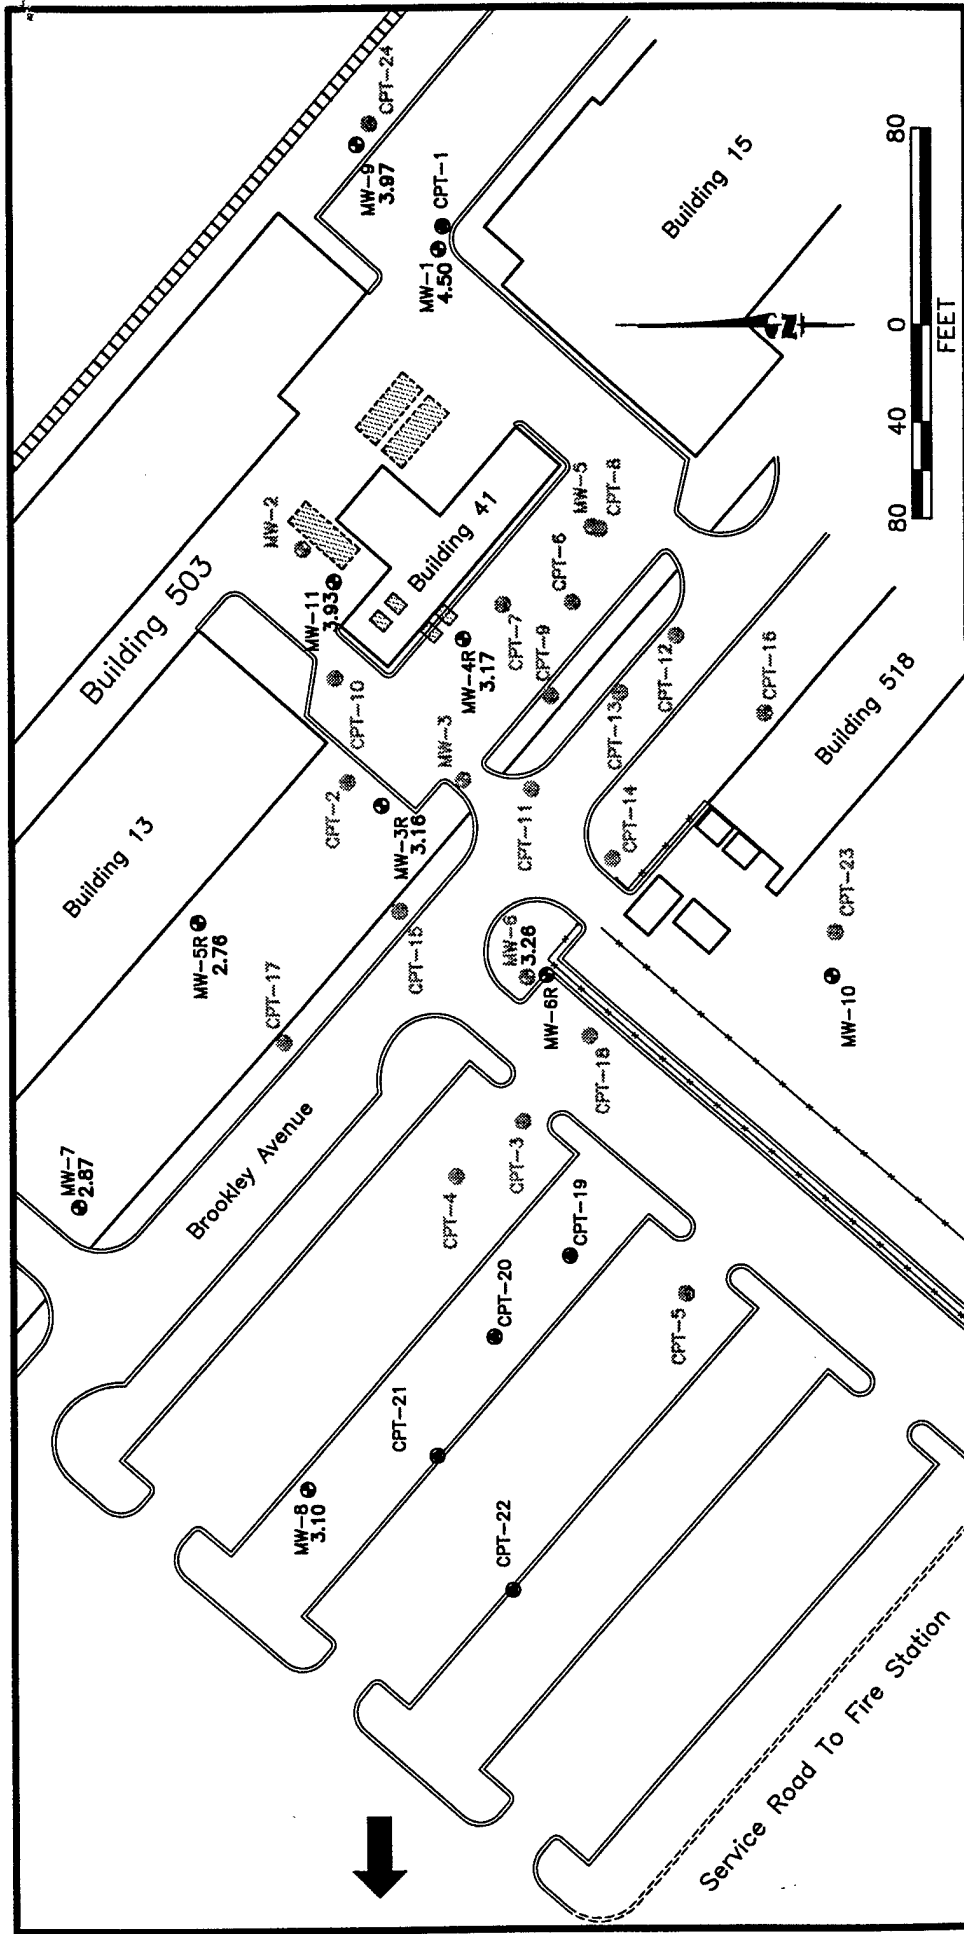 CPT-24
MW-9
3.97
CPT-1
MW-1
4.50
Building 15
80
0
40
80
FEET
N
Building 503
MW-2
MW-11
3.93
Building 41
MW-5
CPT-8
CPT-6
CPT-7
CPT-9
MW-4R
3.17
CPT-10
CPT-12
CPT-13
CPT-16
Building 518
MW-3
CPT-2
MW-3R
3.16
CPT-11
CPT-14
Building 13
CPT-15
MW-5R
2.76
CPT-17
MW-6
3.26
MW-6R
CPT-23
MW-10
CPT-18
MW-7
2.87
Brookley Avenue
CPT-3
CPT-4
CPT-19
CPT-20
CPT-5
CPT-21
MW-8
3.10
CPT-22
Service Road To Fire Station